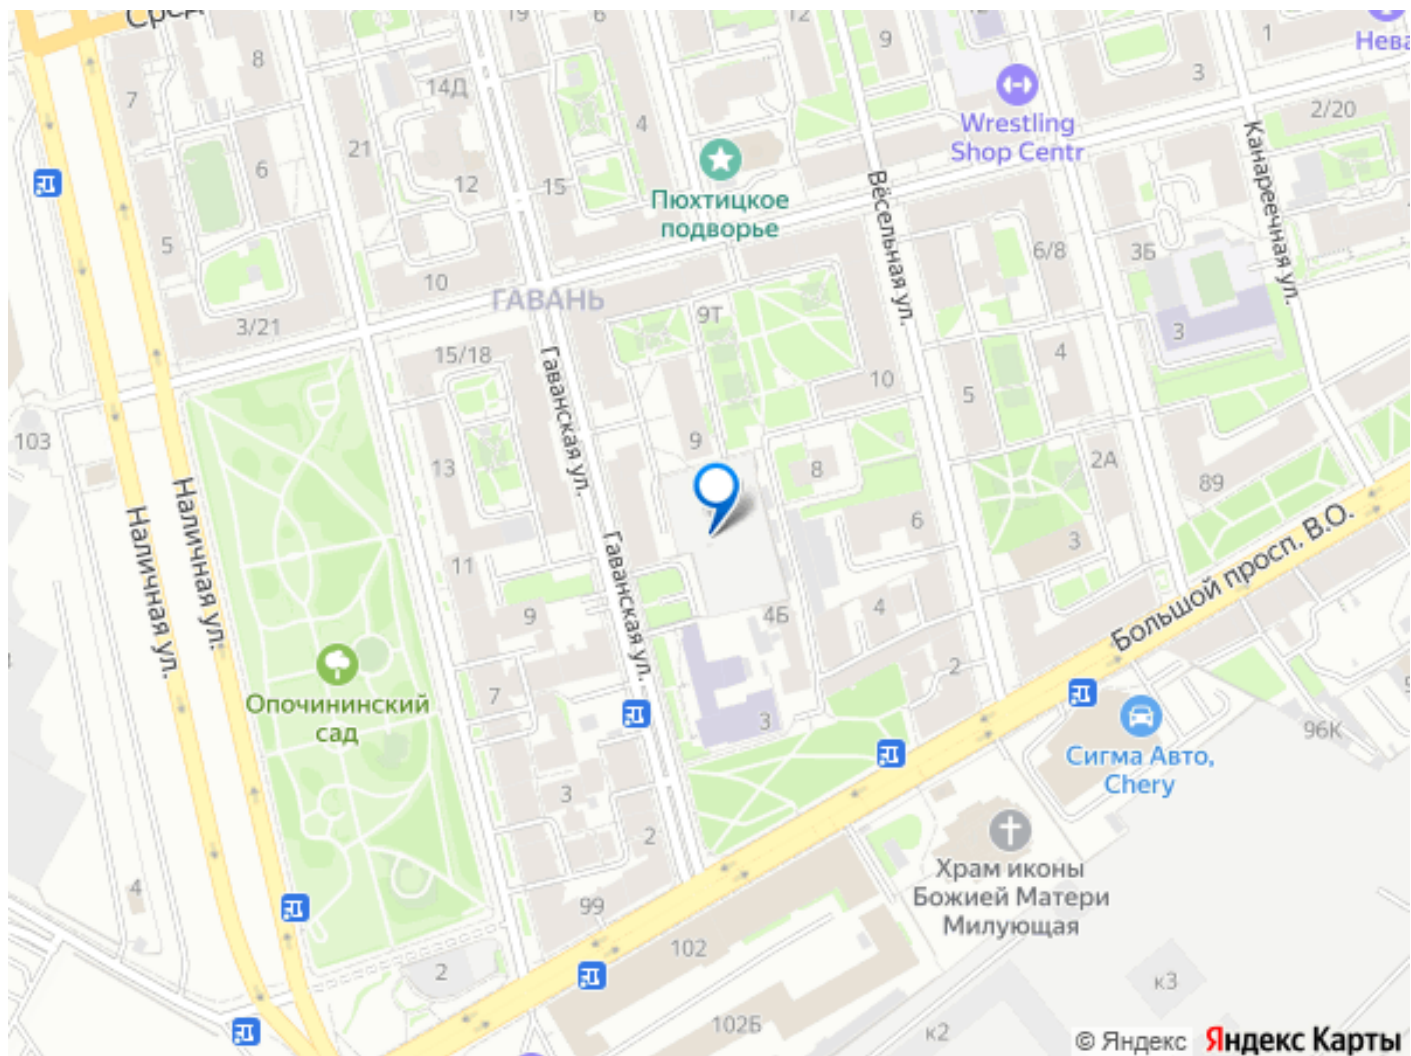 19
6
12
9
1
Нева
8
14Д
7
4
3
2/20
Wrestling
Shop Centr
21
6
12
15
Пюхтицкое
подворье
Вёсельная ул.
Канареечная ул.
5
10
ГАВАНЬ
6/8
3Б
3/21
9Т
3
15/18
Гаванская ул.
4
10
5
103
13
9
8
2А
89
Наличная ул.
Наличная ул.
6
Большой просп. В.О.
11
Гаванская ул.
3
9
4Б
4
Опочининский
сад
7
2
3
96К
Сигма Авто,
Chery
3
2
Храм иконы
Божией Матери
Милующая
4
99
102
2
к3
102Б
к2
© Яндекс
Яндекс Карты